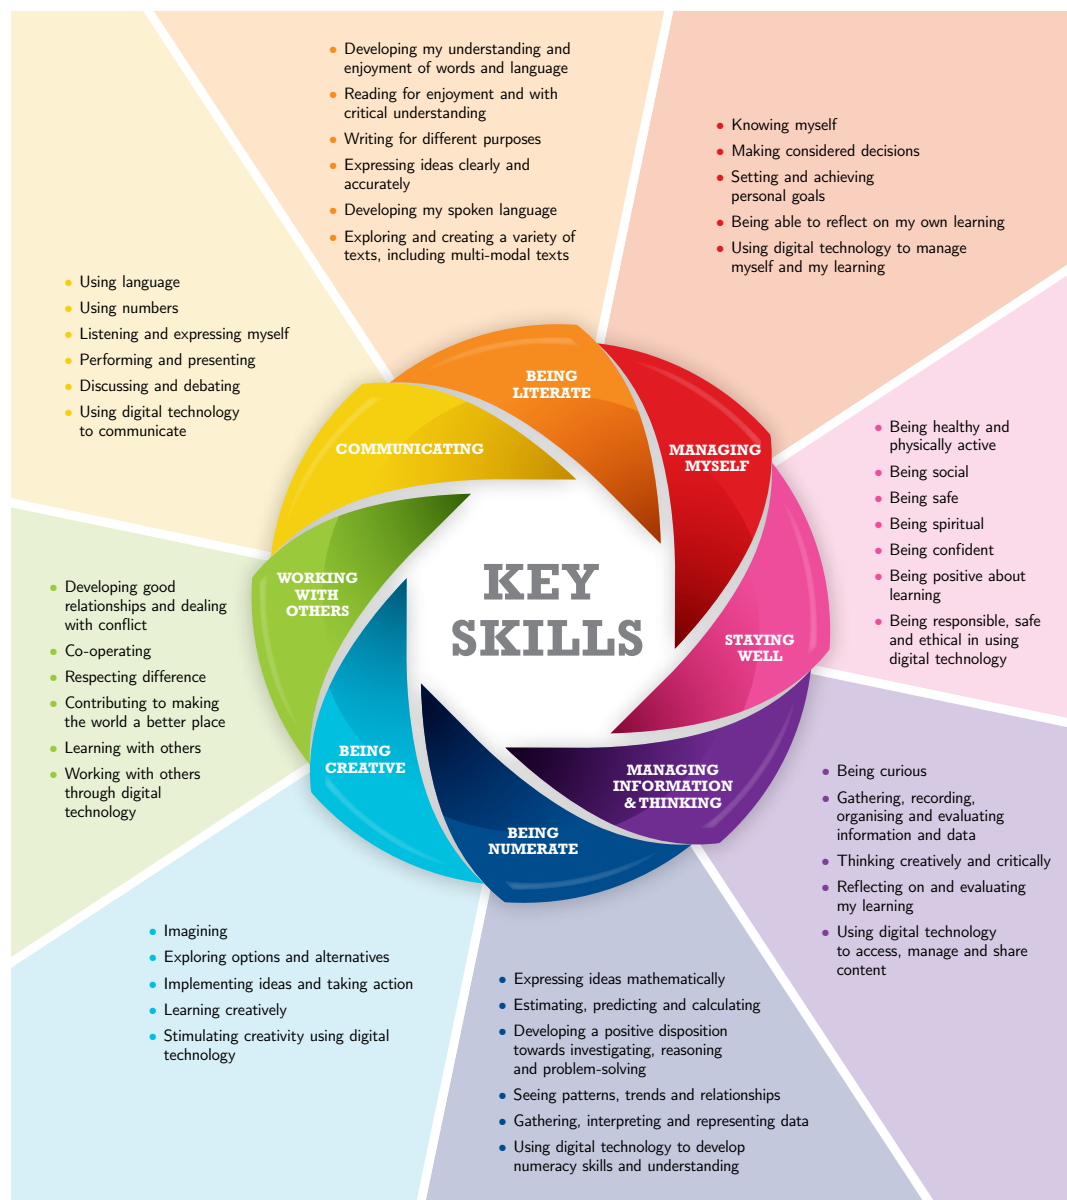 • Developing my understanding and
enjoyment of words and language
• Reading for enjoyment and with
critical understanding
• Writing for different purposes
• Expressing ideas clearly and
accurately
• Developing my spoken language
• Exploring and creating a variety of
texts, including multi-modal texts
• Knowing myself
• Making considered decisions
• Setting and achieving
personal goals
• Being able to reflect on my own learning
• Using digital technology to manage
myself and my learning
• Using language
• Using numbers
• Listening and expressing myself
• Performing and presenting
• Discussing and debating
• Using digital technology
to communicate
BEING
LITERATE
COMMUNICATING
MANAGING
MYSELF
• Being healthy and
physically active
• Being social
• Being safe
• Being spiritual
• Being confident
• Being positive about
learning
• Being responsible, safe
and ethical in using
digital technology
WORKING
WITH
OTHERS
KEY
SKILLS
STAYING
WELL
• Developing good
relationships and dealing
with conflict
• Co-operating
• Respecting difference
• Contributing to making
the world a better place
• Learning with others
• Working with others
through digital
technology
BEING
CREATIVE
MANAGING
INFORMATION
& THINKING
BEING
NUMERATE
• Being curious
• Gathering, recording,
organising and evaluating
information and data
• Thinking creatively and critically
• Reflecting on and evaluating
my learning
• Using digital technology
to access, manage and share
content
• Imagining
• Exploring options and alternatives
• Implementing ideas and taking action
• Learning creatively
• Stimulating creativity using digital
technology
• Expressing ideas mathematically
• Estimating, predicting and calculating
• Developing a positive disposition
towards investigating, reasoning
and problem-solving
• Seeing patterns, trends and relationships
• Gathering, interpreting and representing data
• Using digital technology to develop
numeracy skills and understanding